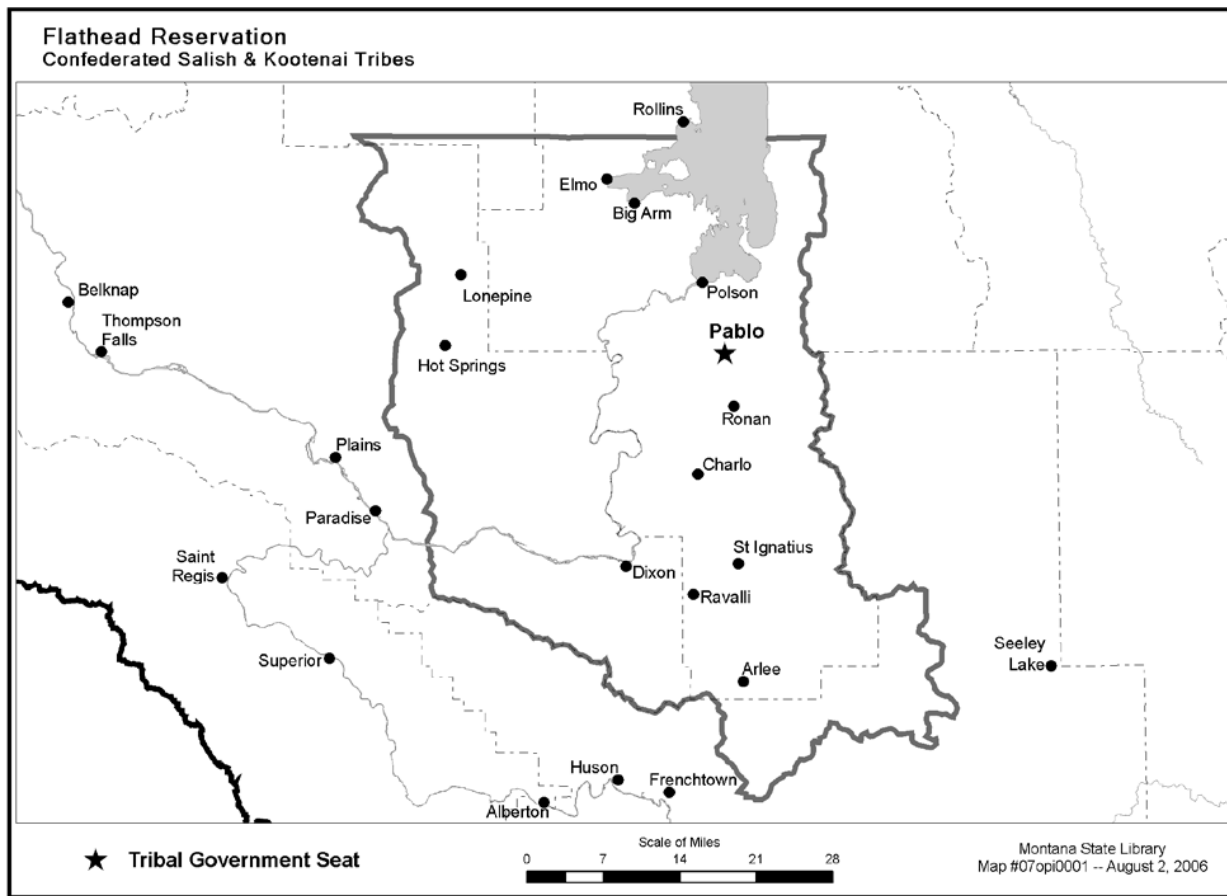 Flathead Reservation
Confederated Salish & Kootenai Tribes
Rollins
Elmo
Big Arm
Belknap
Lonepine
Polson
Thompson
Falls
Pablo
Hot Springs
Ronan
Plains
Charlo
Paradise
St Ignatius
Saint
Regis
Dixon
Ravalli
Superior
Arlee
Seeley
Lake
Huson
Frenchtown
Alberton
Tribal Government Seat
Scale of Miles
0 7 14 21 28
Montana State Library
Map #07opi0001 -- August 2, 2006